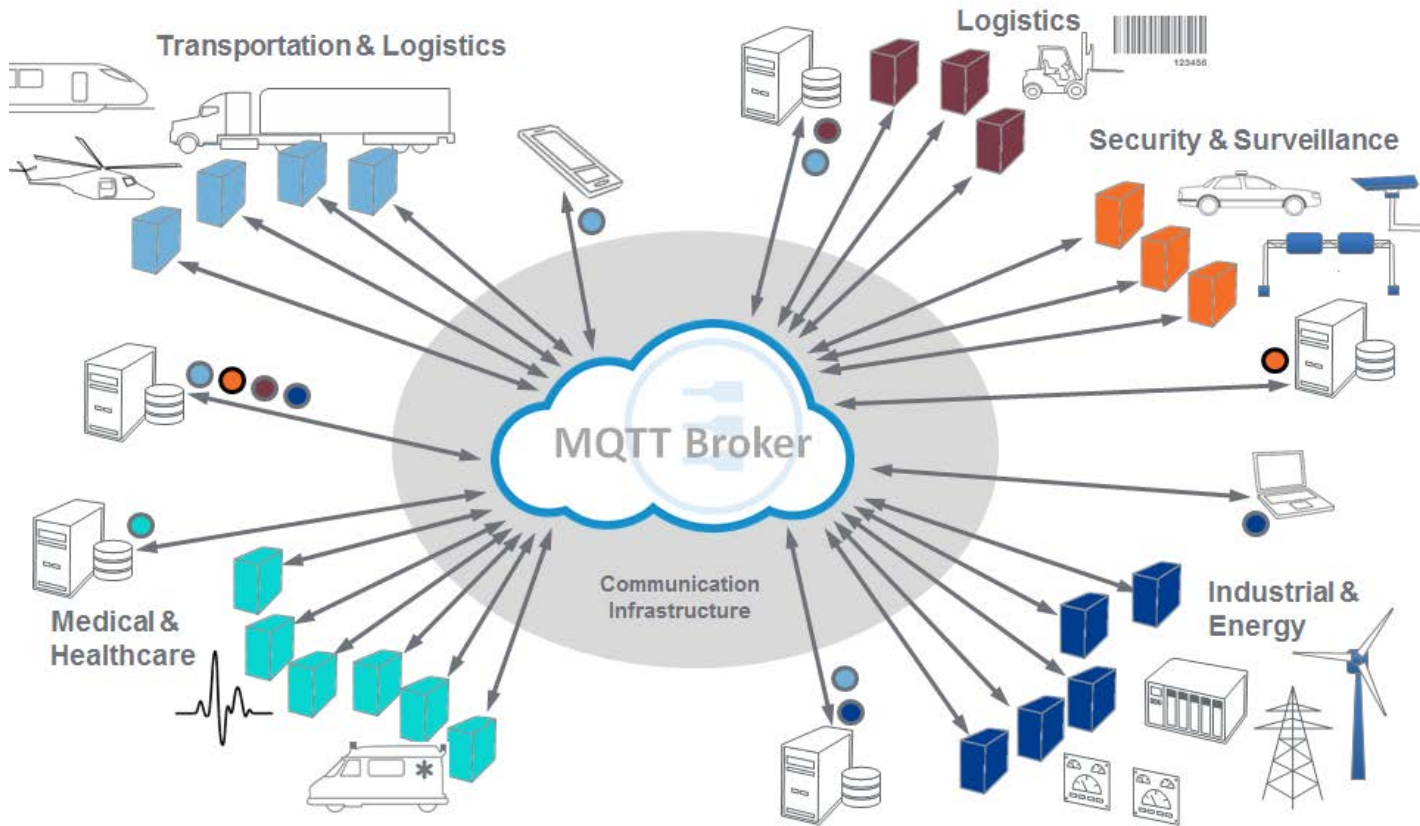 Transportation & Logistics
Logistics
123456
Security & Surveillance
MQTT Broker
Communication
Infrastructure
Medical &
Healthcare
Industrial &
Energy